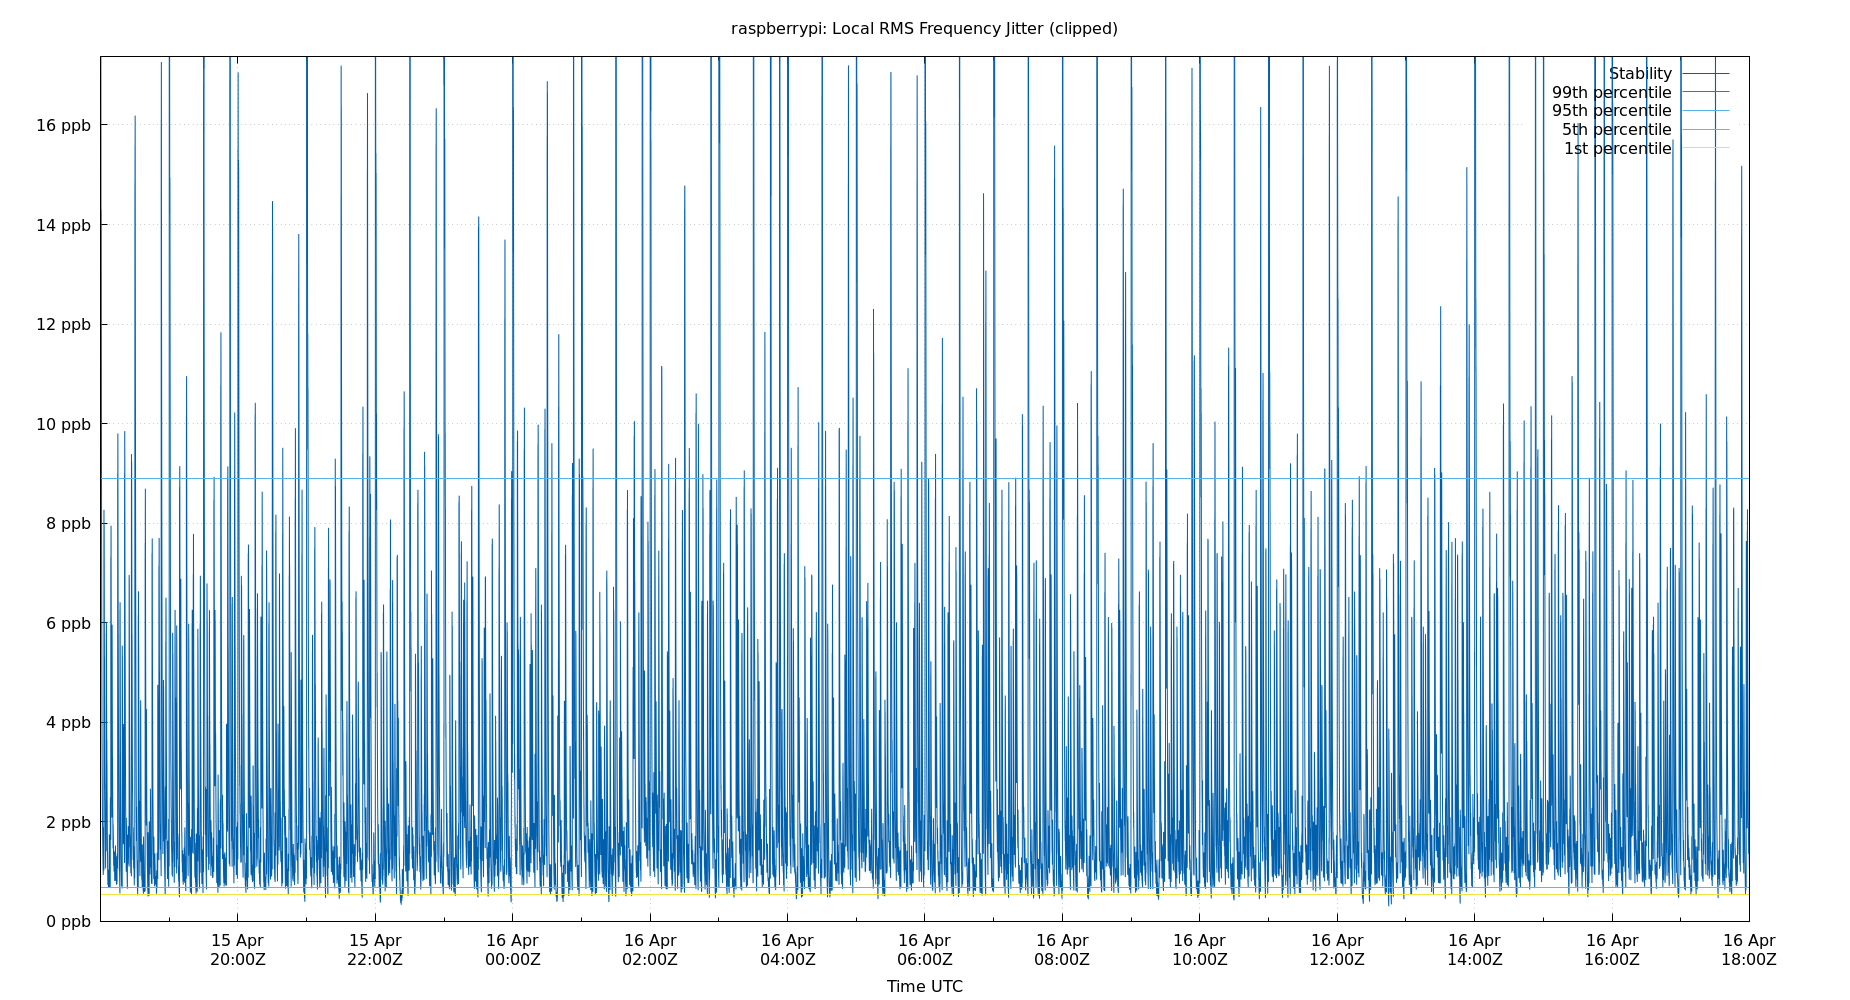 raspberrypi: Local RMS Frequency Jitter (clipped)
Stability
99th percentile
95th percentile
5th percentile
1st percentile
16 ppb
14 ppb
12 ppb
10 ppb
8 ppb
6 ppb
4 ppb
2 ppb
0 ppb
15 Apr 15 Apr 16 Apr 16 Apr 16 Apr 16 Apr 16 Apr 16 Apr 16 Apr 16 Apr 16 Apr 16 Apr
20:00Z 22:00Z 00:00Z 02:00Z 04:00Z 06:00Z 08:00Z 10:00Z 12:00Z 14:00Z 16:00Z 18:00Z
Time UTC